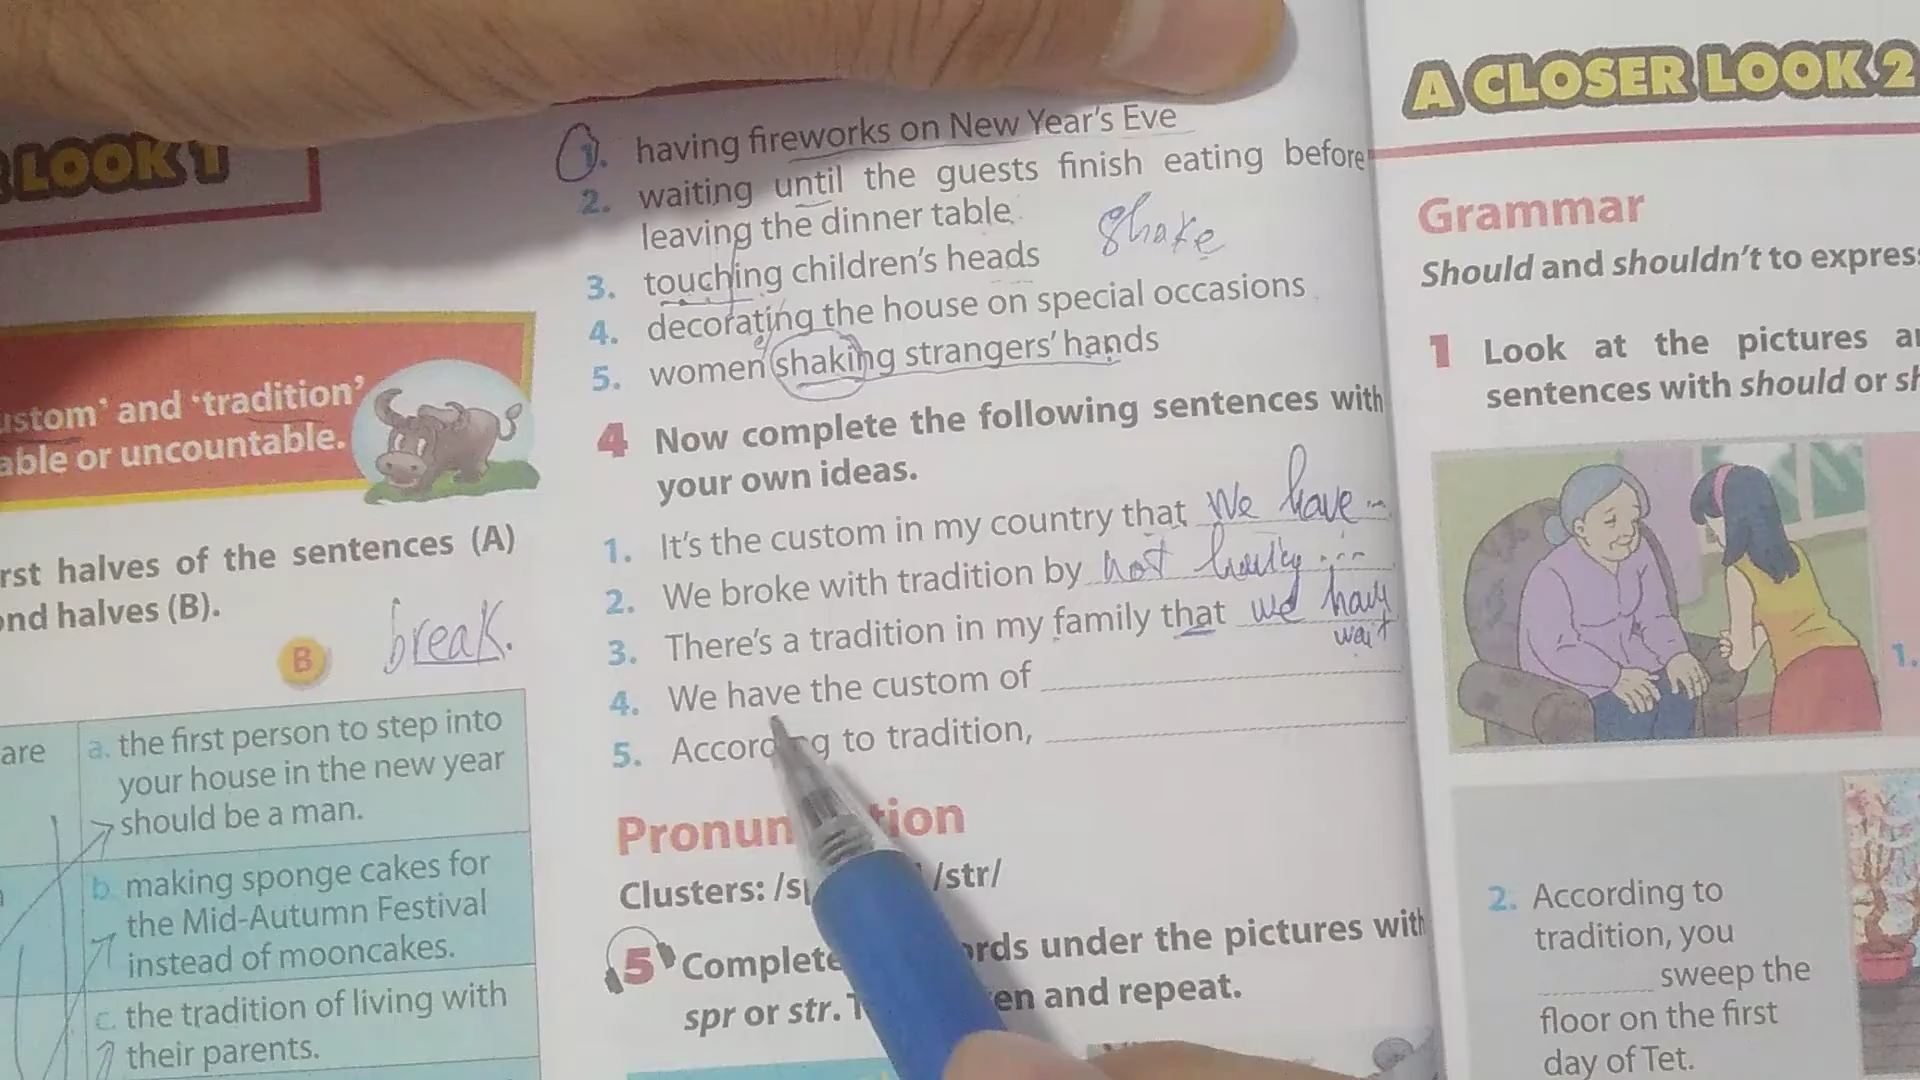 LOOK 1
ustom’ and ‘tradition’
able or uncountable.
rst halves of the sentences (A)
ond halves (B).
break.
B
are
a. the first person to step into
your house in the new year
should be a man.
b. making sponge cakes for
the Mid-Autumn Festival
instead of mooncakes.
c. the tradition of living with
their parents.
1. having fireworks on New Year’s Eve
2. waiting until the guests finish eating before
leaving the dinner table
shake
3. touching children’s heads
4. decorating the house on special occasions
e
5. women shaking strangers’ hands
4 Now complete the following sentences with
your own ideas.
1. It’s the custom in my country that We have ...
2. We broke with tradition by not
3. There’s a tradition in my family that we have
wait
4. We have the custom of
5. According to tradition,
Pronun tion
Clusters: /s /str/
5 Complete ords under the pictures with
spr or str. T en and repeat.
A CLOSER LOOK 2
Grammar
Should and shouldn’t to express
1 Look at the pictures a
sentences with should or sh
1.
2. According to
tradition, you
sweep the
floor on the first
day of Tet.